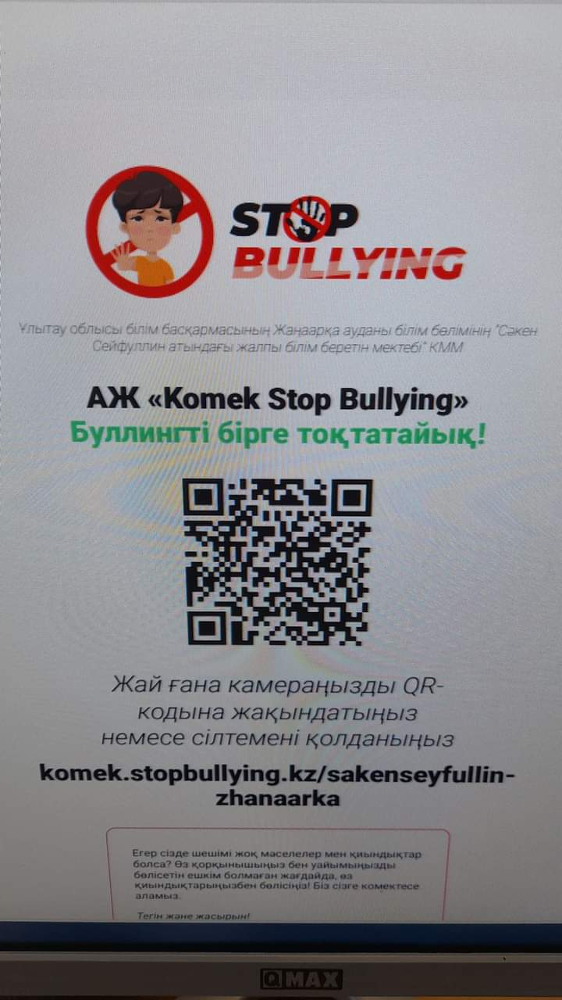 STOP
BULLYING
Ұлытау облысы білім басқармасының Жаңаарқа ауданы білім бөлімінің "Сәкен
Сейфуллин атындағы жалпы білім беретін мектебі" КММ
АЖ «Komek Stop Bullying»
Буллингті бірге тоқтатайық!
Жай ғана камераңызды QR-
кодына жақындатыңыз
немесе сілтемені қолданыңыз
komek.stopbullying.kz/sakenseyfullin-
zhanaarka
Егер сізде шешімі жоқ мәселелер мен қиындықтар
болса? Өз қорқынышыңыз бен уайымыңызды
бөлісетін ешкім болмаған жағдайда, өз
қиындықтарыңызбен бөлісіңіз! Біз сізге комектесе
аламыз.
Тегін және жасырын!
QMAX